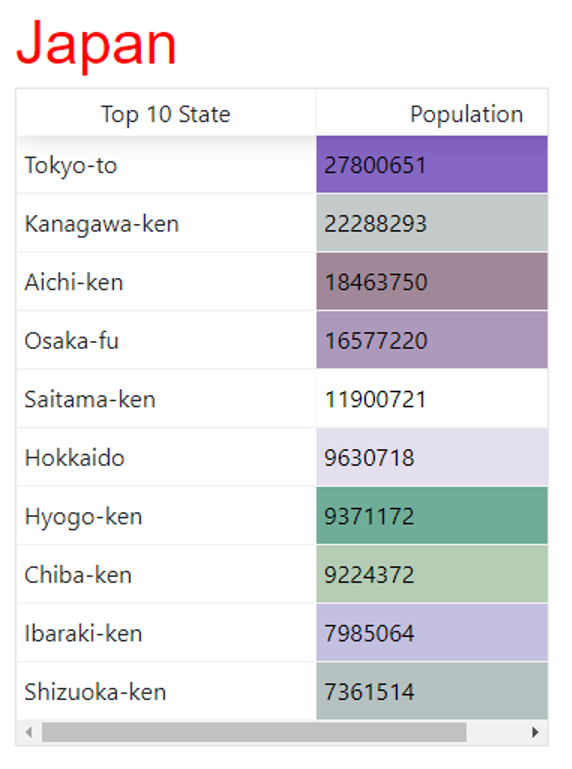 Japan
Top 10 State Population
Tokyo-to 27800651
Kanagawa-ken 22288293
Aichi-ken 18463750
Osaka-fu 16577220
Saitama-ken 11900721
Hokkaido 9630718
Hyogo-ken 9371172
Chiba-ken 9224372
Ibaraki-ken 7985064
Shizuoka-ken 7361514